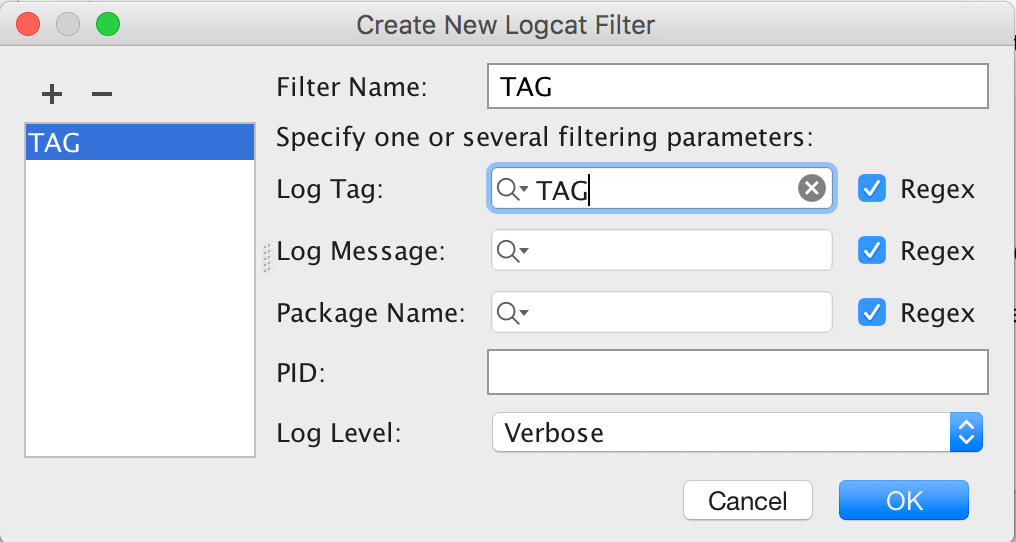 Create New Logcat Filter
Filter Name: TAG
TAG
Specify one or several filtering parameters:
Log Tag: TAG Regex
Log Message: Regex
Package Name: Regex
PID:
Log Level: Verbose
Cancel OK